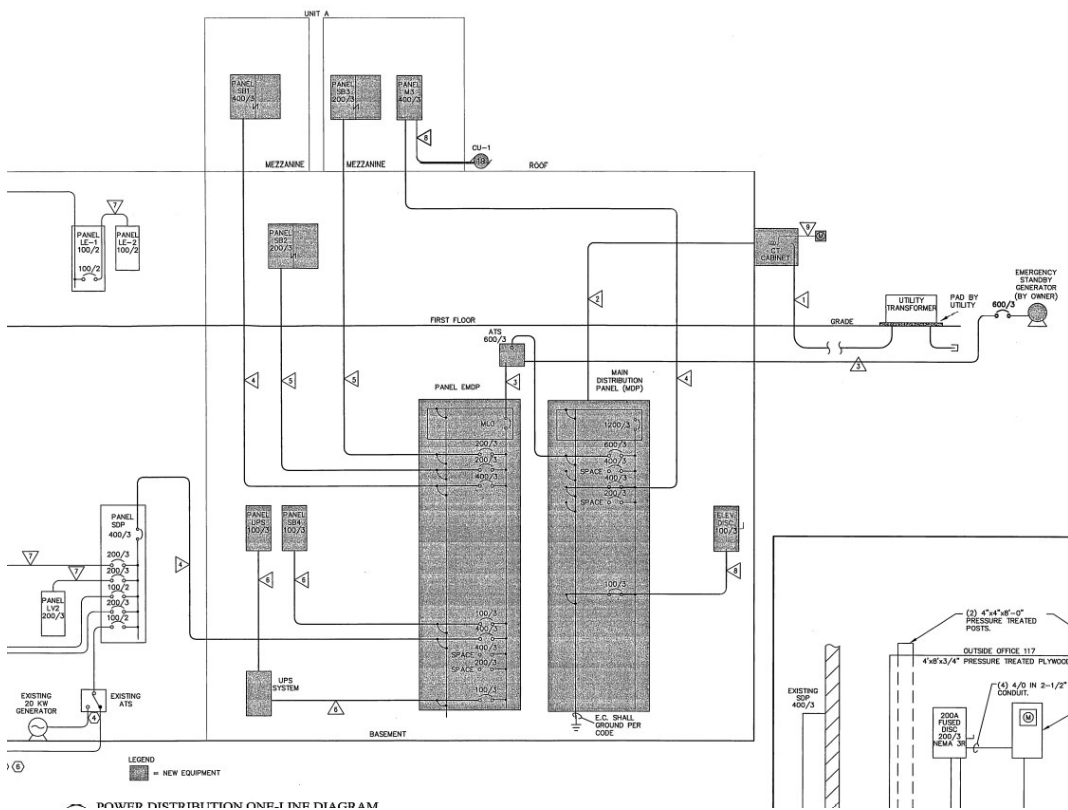 UNIT A
PANEL
SB1
400/3
PANEL
SB3
200/3
PANEL
M3
400/3
8
CU-1
MEZZANINE
MEZZANINE
ROOF
7
PANEL
LE-1
100/2
PANEL
LE-2
100/2
100/2
PANEL
SB2
200/3
9
M
CT
CABINET
1
2
UTILITY
TRANSFORMER
PAD BY
UTILITY
EMERGENCY
STANDBY
GENERATOR
(BY OWNER)
600/3
FIRST FLOOR
GRADE
ATS
600/3
3
4
5
5
3
4
PANEL EMDP
MAIN
DISTRIBUTION
PANEL (MDP)
MLO
1200/3
200/3
200/3
400/3
600/3
400/3
SPACE
400/3
200/3
SPACE
PANEL
SDP
400/3
PANEL
UPS
100/3
PANEL
SB4
100/3
ELEV.
DISC
100/3
7
200/3
7
200/3
100/2
200/3
100/2
PANEL
LV2
200/3
4
6
6
8
100/3
100/3
400/3
400/3
SPACE
200/3
SPACE
100/3
UPS
SYSTEM
6
EXISTING
20 KW
GENERATOR
EXISTING
ATS
4
E.C. SHALL
GROUND PER
CODE
BASEMENT
6
LEGEND
= NEW EQUIPMENT
POWER DISTRIBUTION ONE-LINE DIAGRAM
(2) 4"x4"x8'-0"
PRESSURE TREATED
POSTS.
OUTSIDE OFFICE 117
4'x8'x3/4" PRESSURE TREATED PLYWOOD
(4) 4/0 IN 2-1/2"
CONDUIT.
EXISTING
SDP
400/3
200A
FUSED
DISC
200/3
NEMA 3R
M